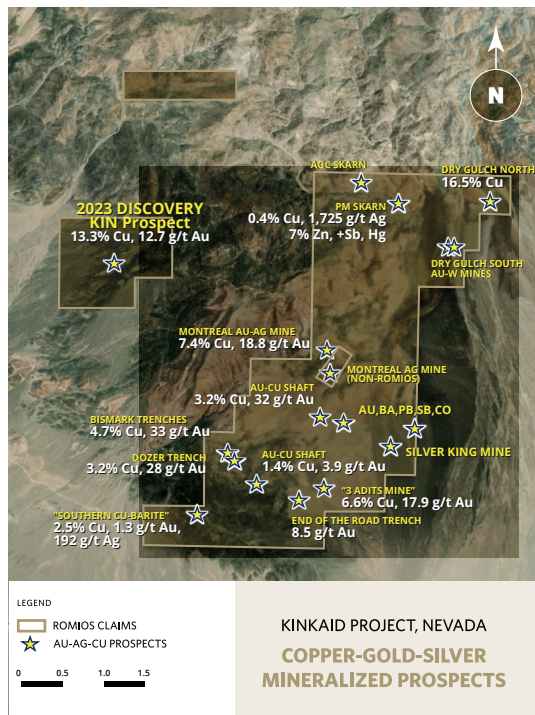 N
AGC SKARN
DRY GULCH NORTH
16.5% Cu
PM SKARN
0.4% Cu, 1,725 g/t Ag
7% Zn, +Sb, Hg
2023 DISCOVERY
KIN Prospect
13.3% Cu, 12.7 g/t Au
DRY GULCH SOUTH
AU-W MINES
MONTREAL AU-AG MINE
7.4% Cu, 18.8 g/t Au
MONTREAL AG MINE
(NON-ROMIOS)
AU-CU SHAFT
3.2% Cu, 32 g/t Au
AU,BA,PB,SB,CO
BISMARK TRENCHES
4.7% Cu, 33 g/t Au
SILVER KING MINE
DOZER TRENCH
3.2% Cu, 28 g/t Au
AU-CU SHAFT
1.4% Cu, 3.9 g/t Au
"3 ADITS MINE"
6.6% Cu, 17.9 g/t Au
"SOUTHERN CU-BARITE"
2.5% Cu, 1.3 g/t Au,
192 g/t Ag
END OF THE ROAD TRENCH
8.5 g/t Au
LEGEND
ROMIOS CLAIMS
AU-AG-CU PROSPECTS
0 0.5 1.0 1.5
KINKAID PROJECT, NEVADA
COPPER-GOLD-SILVER
MINERALIZED PROSPECTS